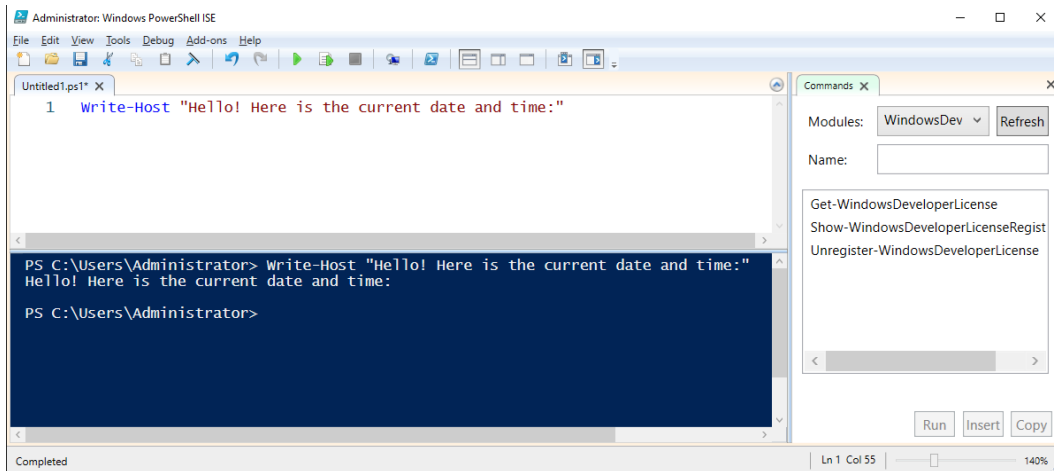 Administrator: Windows PowerShell ISE
File Edit View Tools Debug Add-ons Help
Untitled1.ps1* X
1 Write-Host "Hello! Here is the current date and time:"
PS C:\Users\Administrator> Write-Host "Hello! Here is the current date and time:"
Hello! Here is the current date and time:
PS C:\Users\Administrator>
Commands X
Modules: WindowsDev Refresh
Name:
Get-WindowsDeveloperLicense
Show-WindowsDeveloperLicenseRegist
Unregister-WindowsDeveloperLicense
Run Insert Copy
Completed Ln 1 Col 55 140%